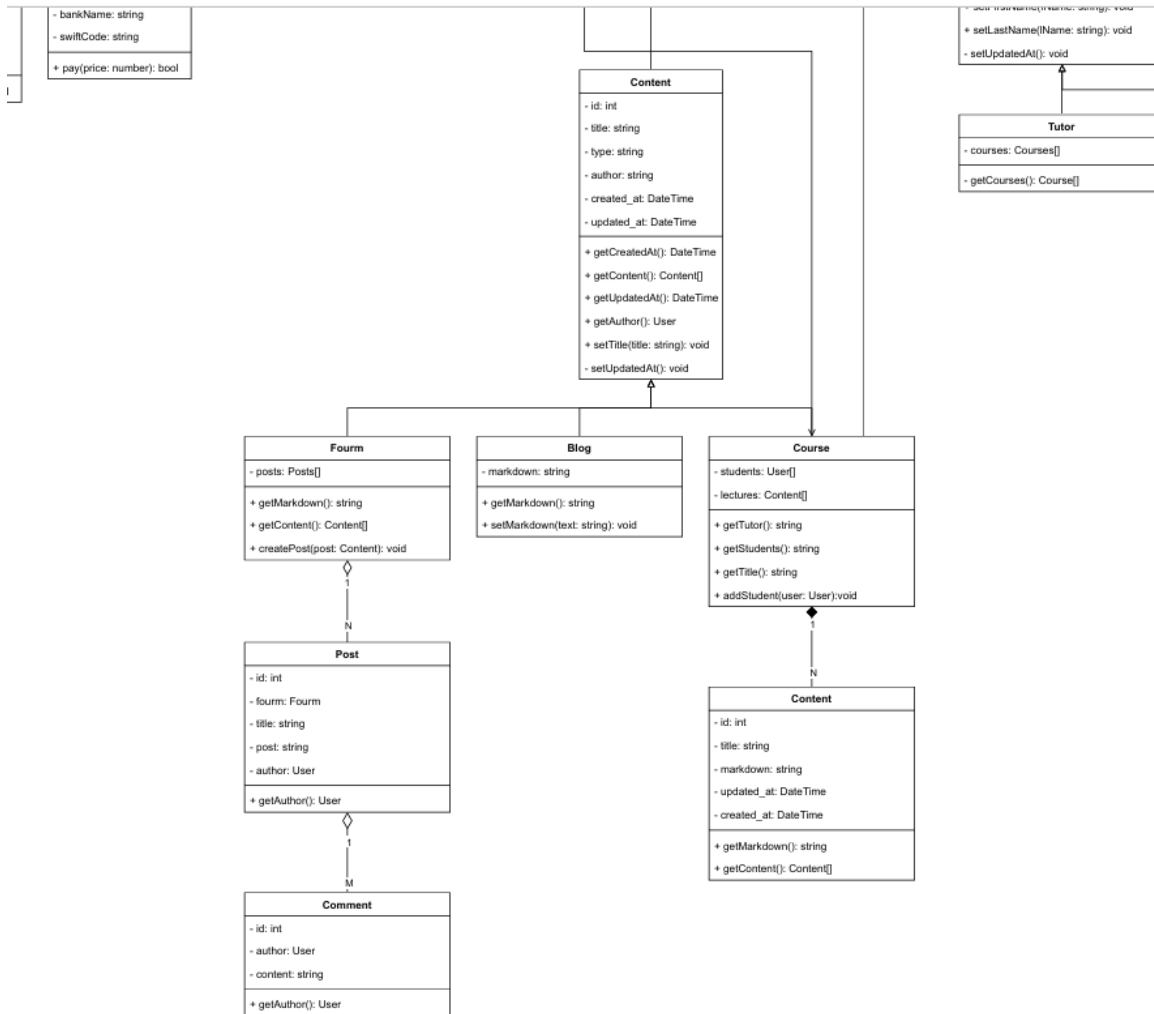 - bankName: string
- swiftCode: string
+ pay(price: number): bool
+ setLastName(lName: string): void
- setUpdatedAt(): void
Content
- id: int
- title: string
- type: string
- author: string
- created_at: DateTime
- updated_at: DateTime
+ getCreatedAt(): DateTime
+ getContent(): Content[]
+ getUpdatedAt(): DateTime
+ getAuthor(): User
+ setTitle(title: string): void
- setUpdatedAt(): void
Tutor
- courses: Courses[]
- getCourses(): Course[]
Fourm
- posts: Posts[]
+ getMarkdown(): string
+ getContent(): Content[]
+ createPost(post: Content): void
Blog
- markdown: string
+ getMarkdown(): string
+ setMarkdown(text: string): void
Course
- students: User[]
- lectures: Content[]
+ getTutor(): string
+ getStudents(): string
+ getTitle(): string
+ addStudent(user: User):void
1
N
Post
- id: int
- fourm: Fourm
- title: string
- post: string
- author: User
+ getAuthor(): User
1
M
Comment
- id: int
- author: User
- content: string
+ getAuthor(): User
1
N
Content
- id: int
- title: string
- markdown: string
- updated_at: DateTime
- created_at: DateTime
+ getMarkdown(): string
+ getContent(): Content[]